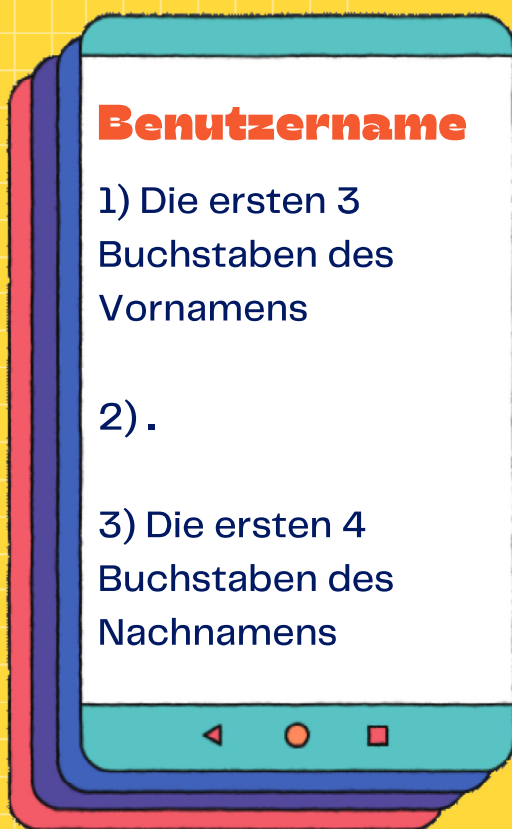 Benutzername
1) Die ersten 3
Buchstaben des
Vornamens
2) .
3) Die ersten 4
Buchstaben des
Nachnamens